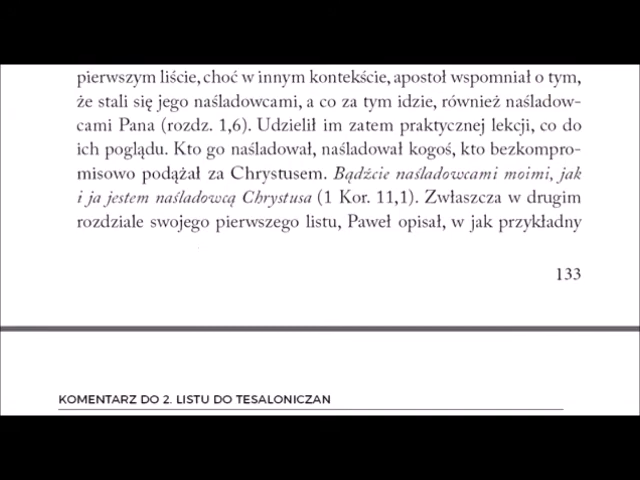 pierwszym liście, choć w innym kontekście, apostoł wspomniał o tym,
że stali się jego naśladowcami, a co za tym idzie, również naśladow-
cami Pana (rozdz. 1,6). Udzielił im zatem praktycznej lekcji, co do
ich poglądu. Kto go naśladował, naśladował kogoś, kto bezkompro-
misowo podążał za Chrystusem. Bądźcie naśladowcami moimi, jak
i ja jestem naśladowcą Chrystusa (1 Kor. 11,1). Zwłaszcza w drugim
rozdziale swojego pierwszego listu, Paweł opisał, w jak przykładny
133
KOMENTARZ DO 2. LISTU DO TESALONICZAN